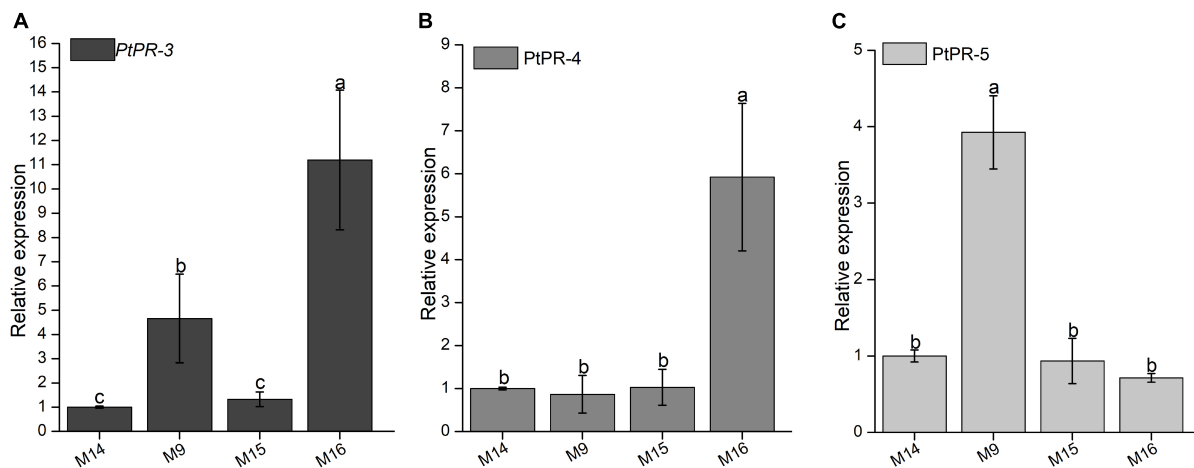 A
PtPR-3
Relative expression
16
15
14
13
12
11
10
9
8
7
6
5
4
3
2
1
0
c
b
c
a
M14 M9 M15 M16
B
PtPR-4
Relative expression
9
8
7
6
5
4
3
2
1
0
b
b
b
a
M14 M9 M15 M16
C
PtPR-5
Relative expression
5
4
3
2
1
0
b
a
b
b
M14 M9 M15 M16